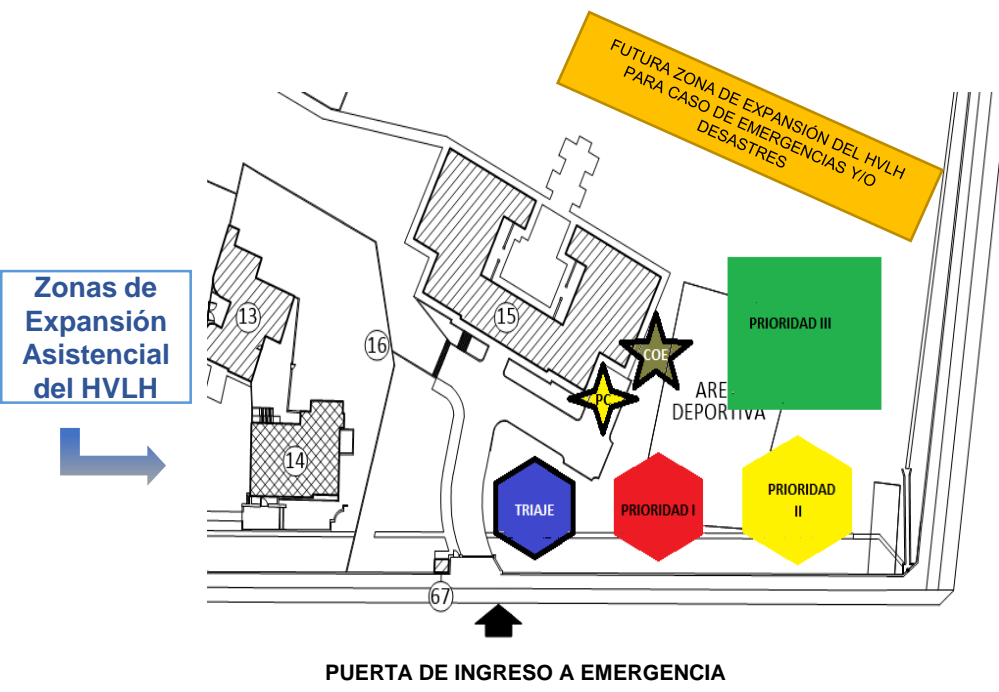 FUTURA ZONA DE EXPANSIÓN DEL HVLH
PARA CASO DE EMERGENCIAS Y/O
DESASTRES
Zonas de
Expansión
Asistencial
del HVLH
13
16
15
14
67
COE
PC
ARE
DEPORTIVA
PRIORIDAD III
TRIAJE
PRIORIDAD I
PRIORIDAD
II
PUERTA DE INGRESO A EMERGENCIA